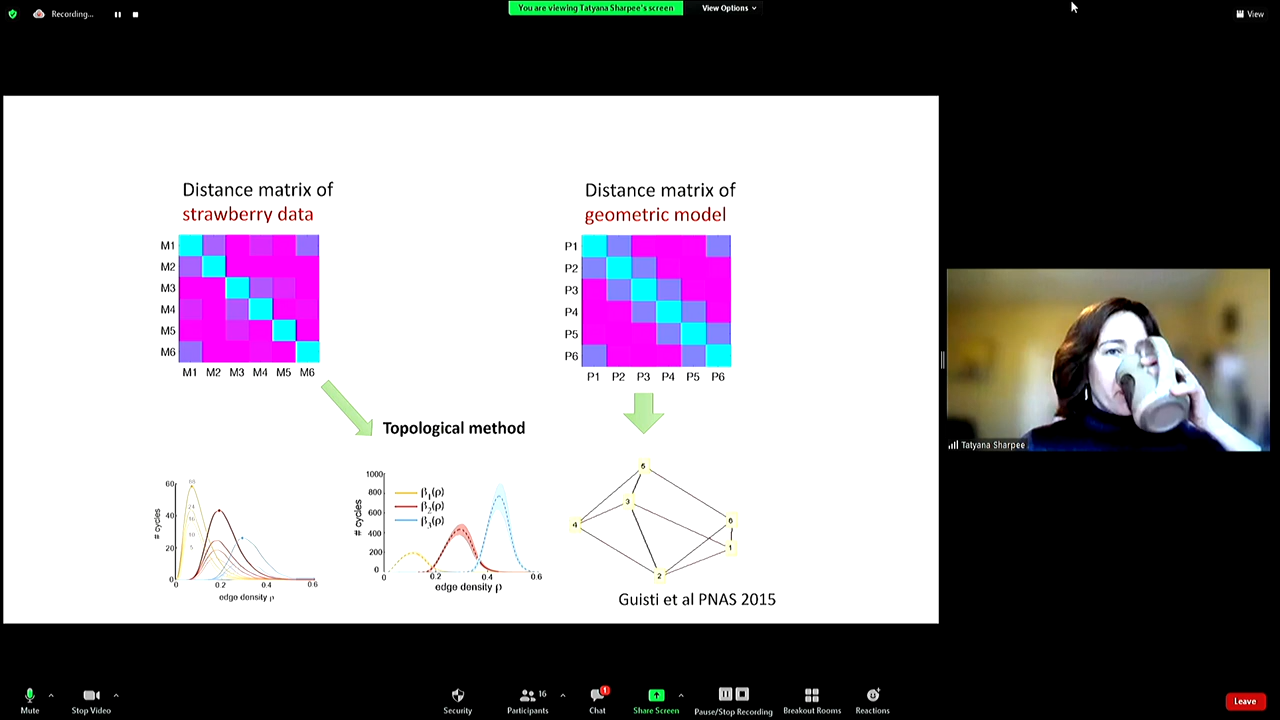 Recording...
You are viewing Tatyana Sharpee's screen
View Options
View
Distance matrix of
strawberry data
M1
M2
M3
M4
M5
M6
M1 M2 M3 M4 M5 M6
Distance matrix of
geometric model
P1
P2
P3
P4
P5
P6
P1 P2 P3 P4 P5 P6
Topological method
60
40
20
0
# cycles
0 0.2 0.4 0.6
edge density ρ
1000
800
600
400
200
0
# cycles
β1(ρ)
β2(ρ)
β3(ρ)
0 0.2 0.4 0.6
edge density ρ
3
4
1
2
Guisti et al PNAS 2015
Tatyana Sharpee
Mute
Stop Video
Security
Participants
16
Chat
1
Share Screen
Pause/Stop Recording
Breakout Rooms
Reactions
Leave